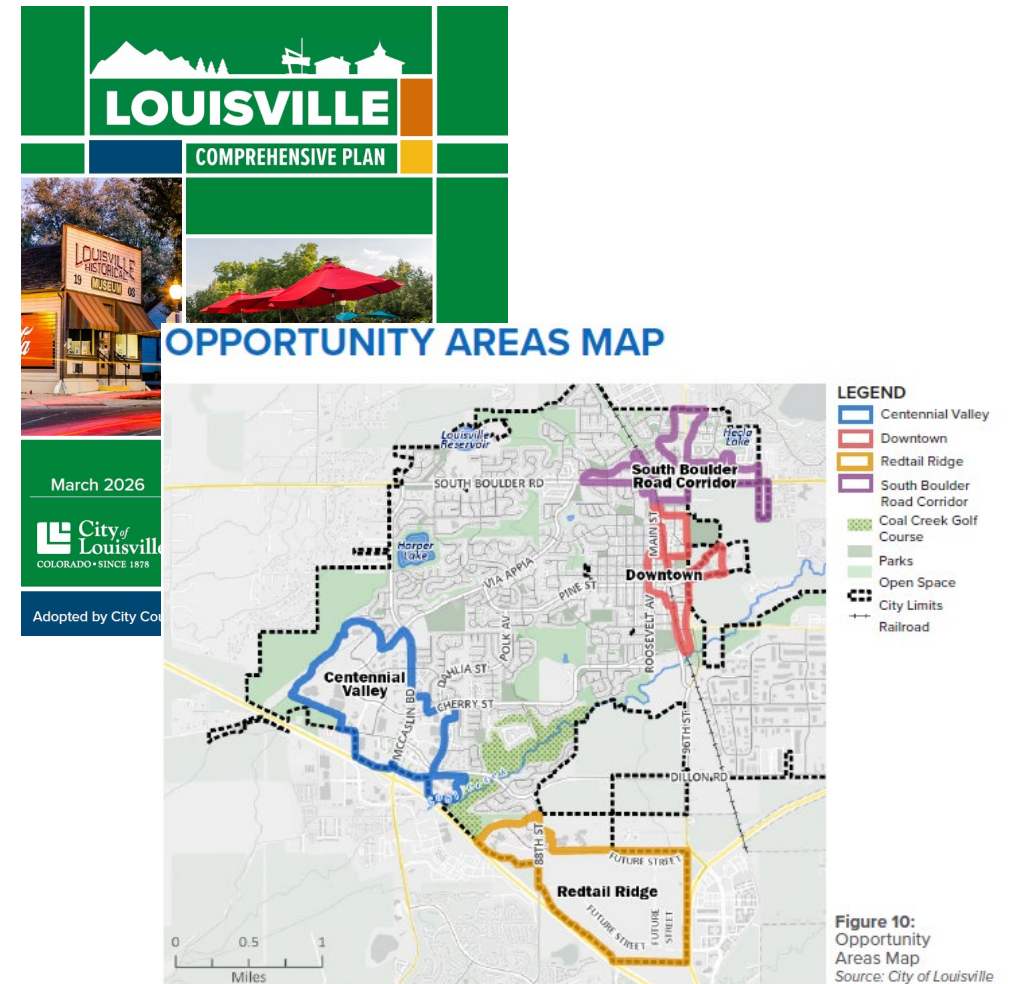 LOUISVILLE
COMPREHENSIVE PLAN
LOUISVILLE
HISTORICAL
19 MUSEUM 08
March 2026
City of
Louisville
COLORADO • SINCE 1878
Adopted by City Cou
OPPORTUNITY AREAS MAP
Louisville
Reservoir
Hecla
Lake
South Boulder
Road Corridor
SOUTH BOULDER RD
MAIN ST
Harper
Lake
VIA APPIA
PINE ST
Downtown
POLK AV
ROOSEVELT AV
DAHLIA ST
Centennial
Valley
CHERRY ST
MCCASLIN BD
96TH ST
DILLON RD
Coal Creek
88TH ST
FUTURE STREET
Redtail Ridge
FUTURE STREET
FUTURE
STREET
0 0.5 1
Miles
LEGEND
Centennial Valley
Downtown
Redtail Ridge
South Boulder
Road Corridor
Coal Creek Golf
Course
Parks
Open Space
City Limits
Railroad
Figure 10:
Opportunity
Areas Map
Source: City of Louisville